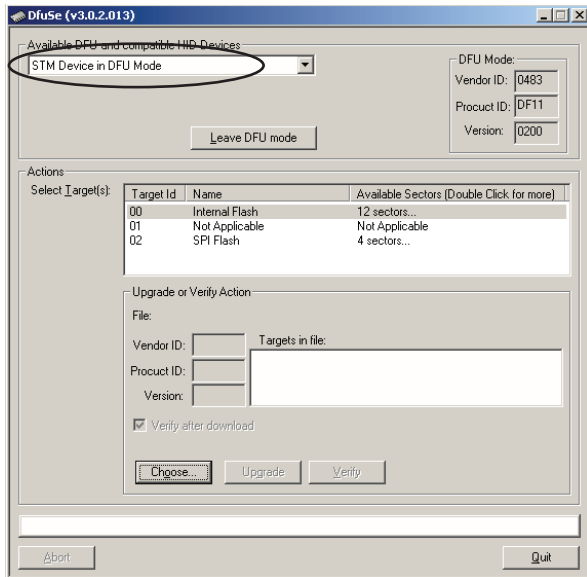 DfuSe (v3.0.2.013)
Available DFU and compatible HID Devices
STM Device in DFU Mode
DFU Mode:
Vendor ID: 0483
Procuct ID: DF11
Version: 0200
Leave DFU mode
Actions
Select Target(s):
Target Id Name Available Sectors (Double Click for more)
00 Internal Flash 12 sectors...
01 Not Applicable Not Applicable
02 SPI Flash 4 sectors...
Upgrade or Verify Action
File:
Vendor ID:
Targets in file:
Procuct ID:
Version:
Verify after download
Choose... Upgrade Verify
Abort Quit